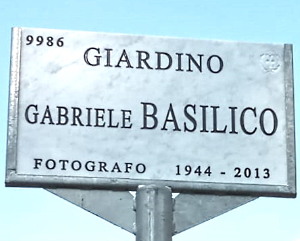 9986
GIARDINO
GABRIELE BASILICO
FOTOGRAFO 1944 - 2013